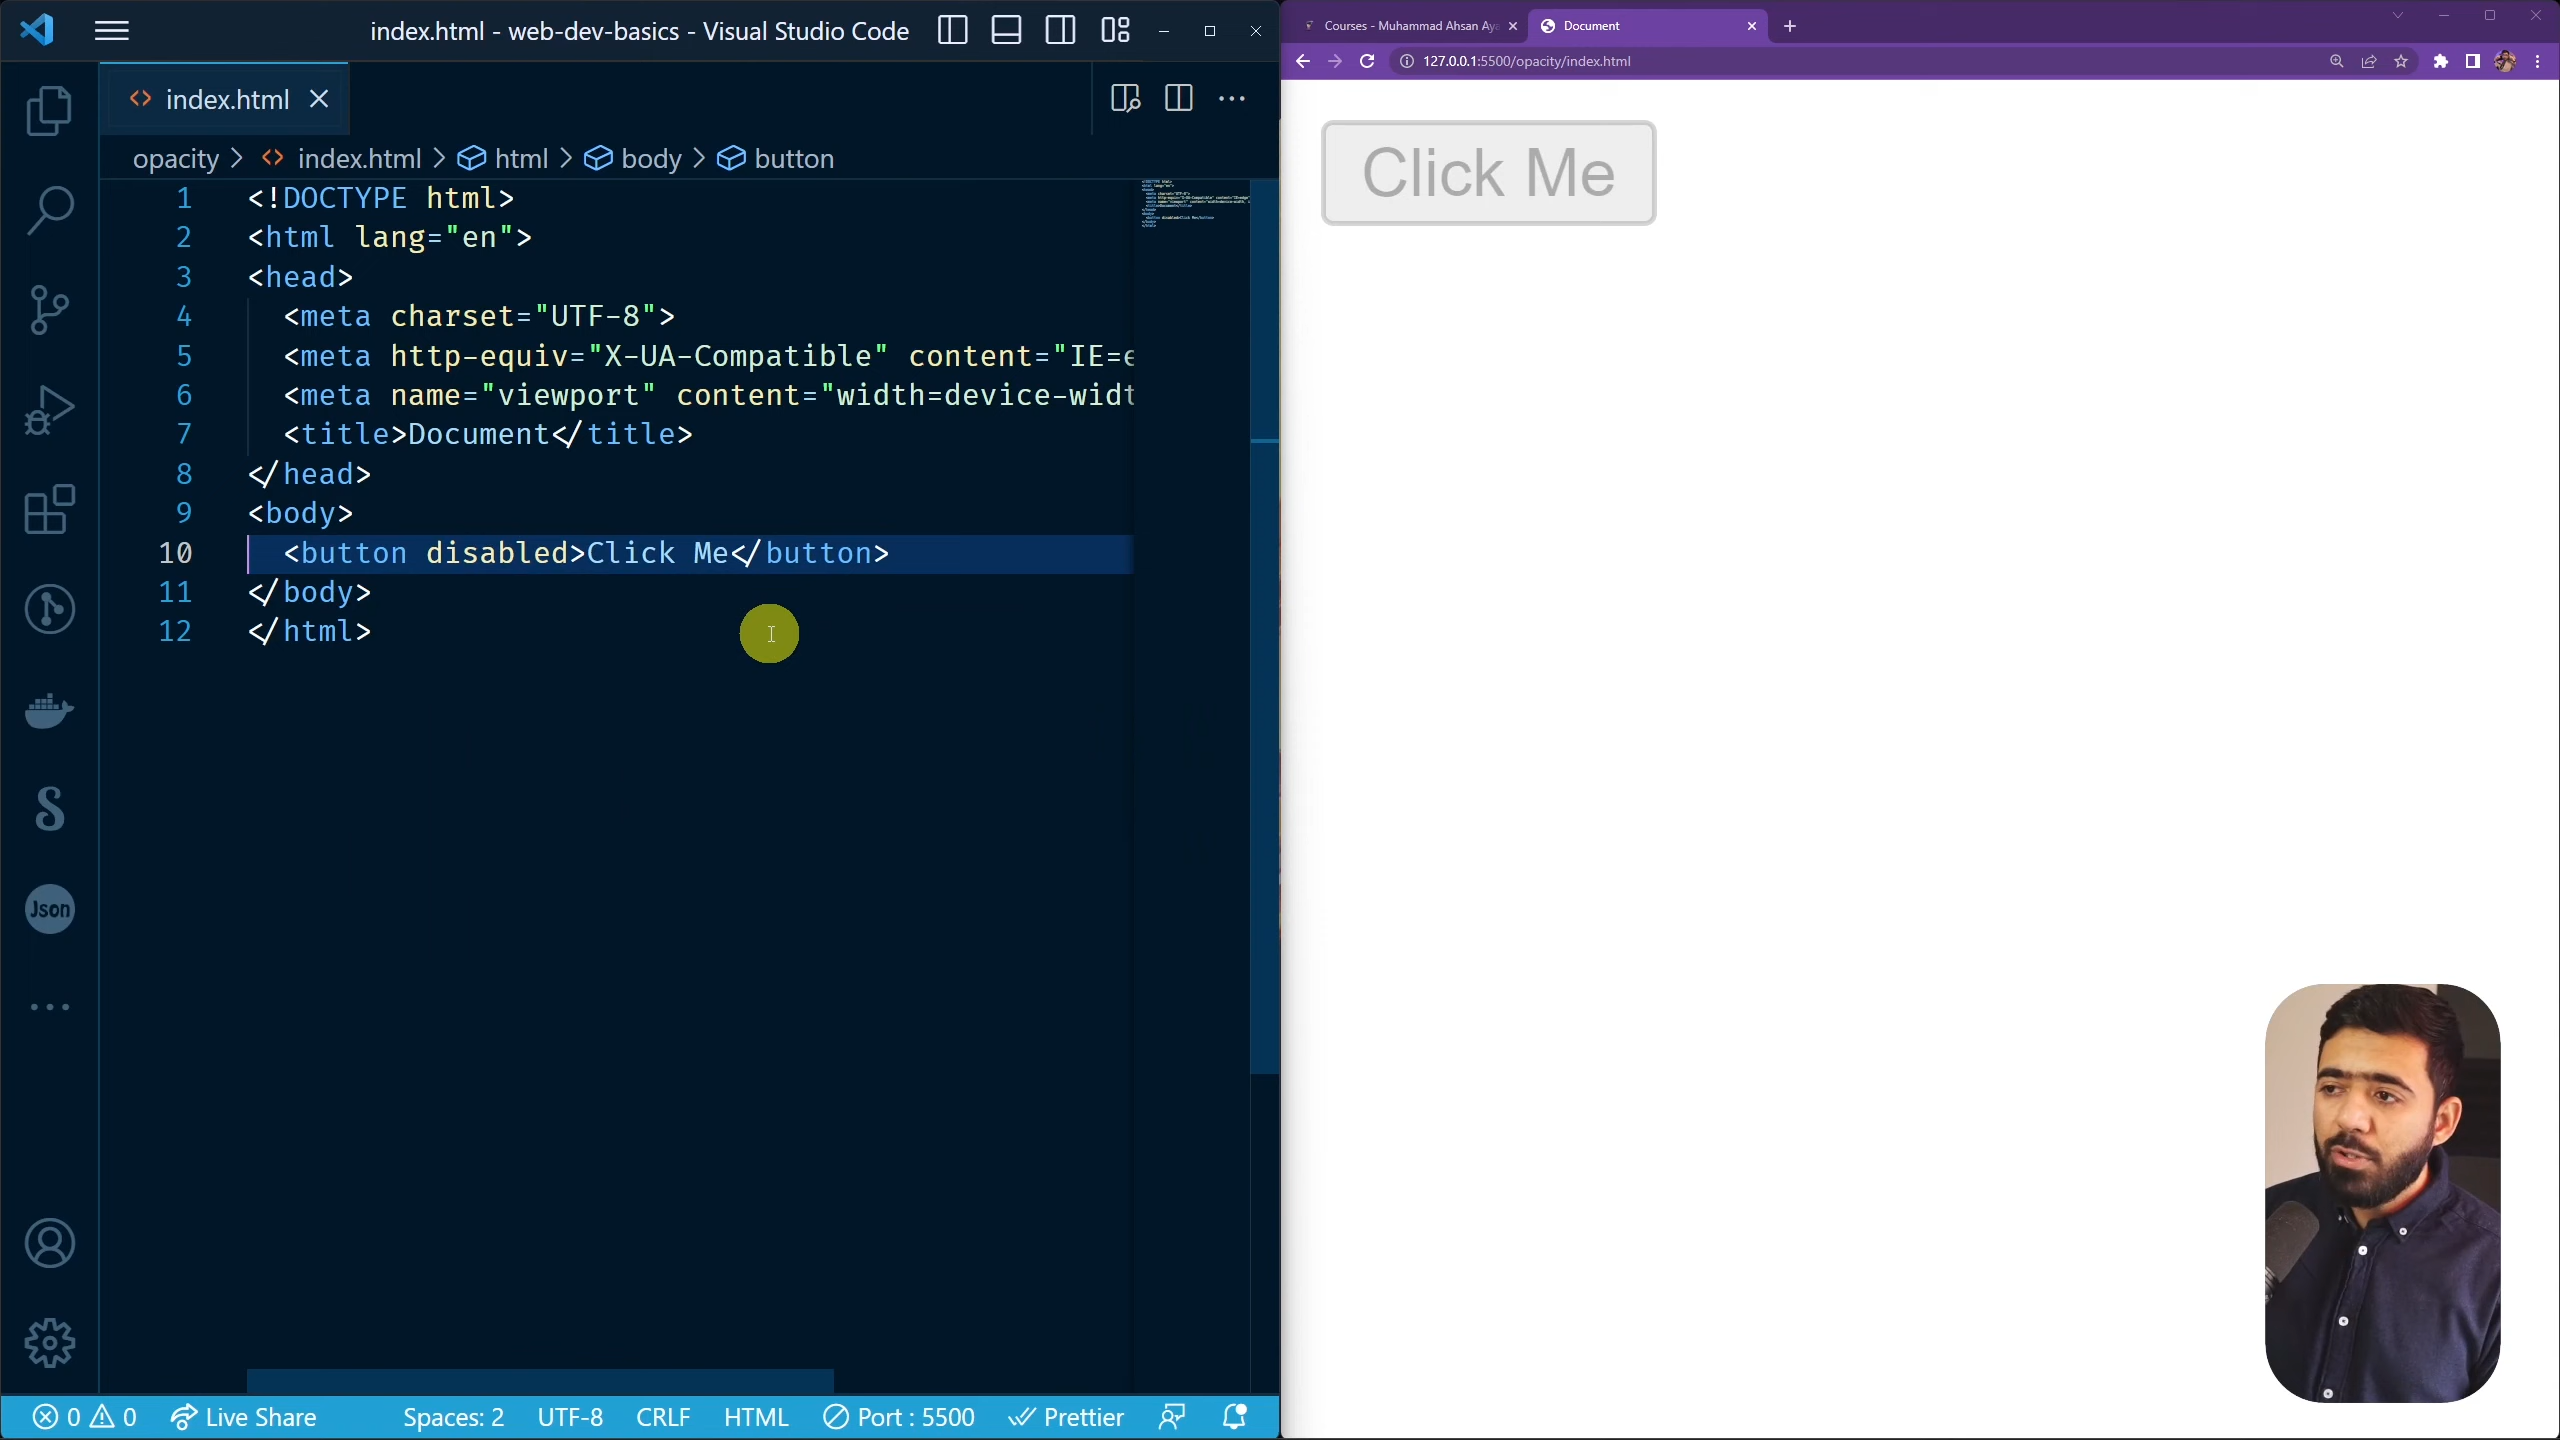 index.html - web-dev-basics - Visual Studio Code
index.html
opacity > index.html > html > body > button
1 <!DOCTYPE html>
2 <html lang="en">
3 <head>
4 <meta charset="UTF-8">
5 <meta http-equiv="X-UA-Compatible" content="IE=e
6 <meta name="viewport" content="width=device-widt
7 <title>Document</title>
8 </head>
9 <body>
10 <button disabled>Click Me</button>
11 </body>
12 </html>
Json
0 0 Live Share Spaces: 2 UTF-8 CRLF HTML Port : 5500 Prettier
Courses - Muhammad Ahsan Aya
Document
127.0.0.1:5500/opacity/index.html
Click Me